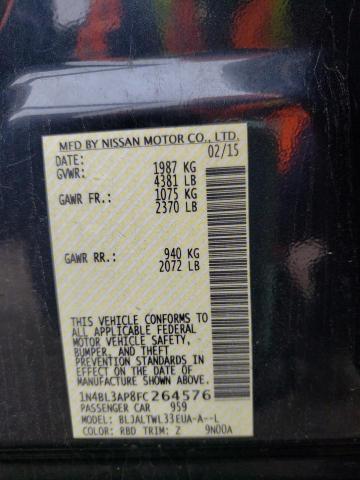 MFD BY NISSAN MOTOR CO., LTD.
DATE: 02/15
GVWR: 1987 KG
4381 LB
GAWR FR: 1075 KG
2370 LB
GAWR RR: 940 KG
2072 LB
THIS VEHICLE CONFORMS TO
ALL APPLICABLE FEDERAL
MOTOR VEHICLE SAFETY,
BUMPER, AND THEFT
PREVENTION STANDARDS IN
EFFECT ON THE DATE OF
MANUFACTURE SHOWN ABOVE.
1N4BL3AP8FC264576
PASSENGER CAR 959
MODEL: BLJALTWL33EUA-A--L
COLOR: RBD TRIM: Z 9N00A